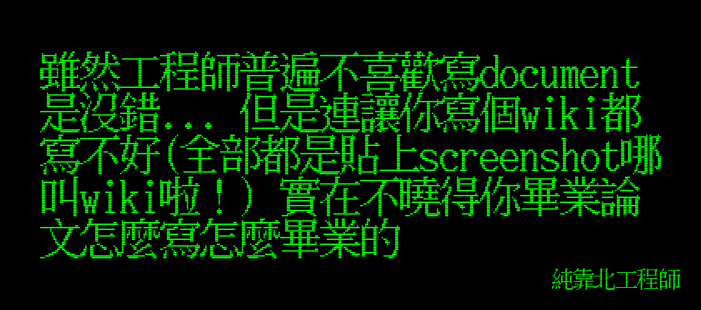 雖然工程師普遍不喜歡寫document
是沒錯... 但是連讓你寫個wiki都
寫不好(全部都是貼上screenshot哪
叫wiki啦！) 實在不曉得你畢業論
文怎麼寫怎麼畢業的
純靠北工程師